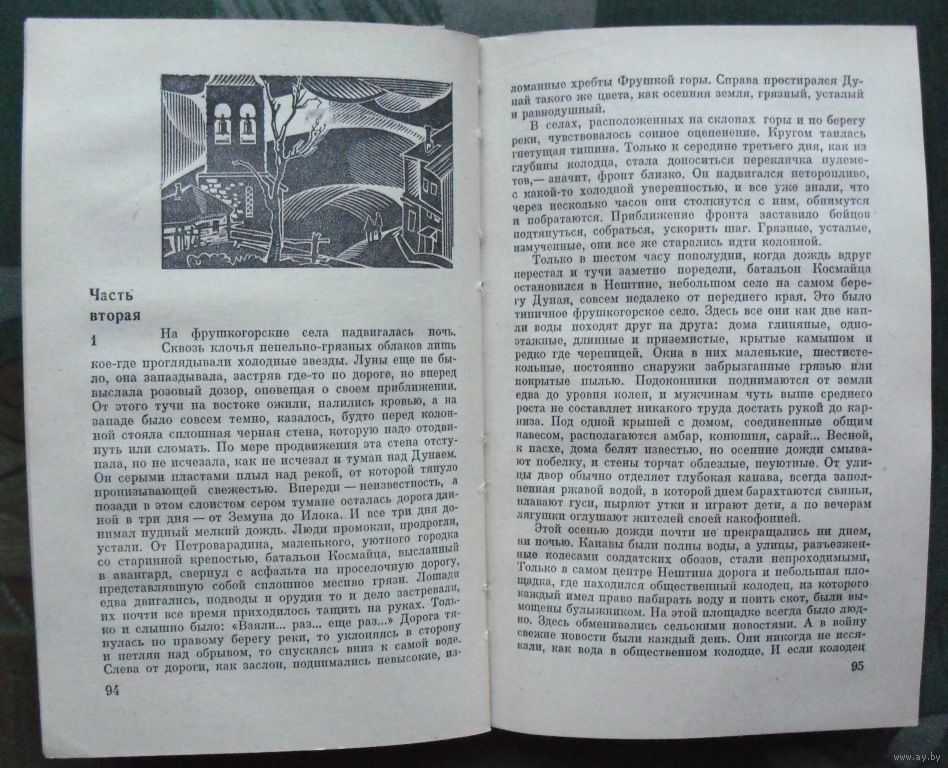 Часть
вторая
1
На фрушкогорские села надвигалась ночь.
Сквозь клочья пепельно-грязных облаков лишь
кое-где проглядывали холодные звезды. Луны еще не бы-
ло, она запаздывала, застряв где-то по дороге, но вперед
выслала розовый дозор, оповещая о своем приближении.
От этого тучи на востоке ожили, налились кровью, а на
западе было совсем темно, казалось, будто перед колон-
ной стояла сплошная черная стена, которую надо отодви-
нуть или сломать. По мере продвижения эта стена отсту-
пала, но не исчезала, как не исчезал и туман над Дунаем.
Он серыми пластами плыл над рекой, от которой тянуло
пронизывающей свежестью. Впереди — неизвестность, а
позади в этом слоистом сером тумане осталась дорога дли-
ной в три дня — от Земуна до Илока. И все три дня до-
нимал нудный мелкий дождь. Люди промокли, продрогли,
устали. От Петроварадина, маленького, уютного городка
со старинной крепостью, батальон Космайца, высланный
в авангард, свернул с асфальта на проселочную дорогу,
представлявшую собой сплошное месиво грязи. Лошади
едва двигались, подводы и орудия то и дело застревали,
их почти все время приходилось тащить на руках. Толь-
ко и слышно было: «Взяли... раз... еще раз...» Дорога тя-
нулась по правому берегу реки, то уклоняясь в сторону
и петляя над обрывом, то спускаясь вниз к самой воде.
Слева от дороги, как заслон, поднимались невысокие, из-
94
ломанные хребты Фрушкой горы. Справа простирался Ду-
най такого же цвета, как осенняя земля, грязный, усталый
и равнодушный.
В селах, расположенных на склонах горы и по берегу
реки, чувствовалось сонное оцепенение. Кругом таилась
гнетущая тишина. Только к середине третьего дня, как из
глубины колодца, стала доноситься перекличка пулеме-
тов,— значит, фронт близко. Он надвигался неторопливо,
с какой-то холодной уверенностью, и все уже знали, что
через несколько часов они столкнутся с ним, обнимутся
и побратаются. Приближение фронта заставило бойцов
подтянуться, собраться, ускорить шаг. Грязные, усталые,
измученные, они все же старались идти колонной.
Только в шестом часу пополудни, когда дождь вдруг
перестал и тучи заметно поредели, батальон Космайца
остановился в Нештине, небольшом селе на самом бере-
гу Дуная, совсем недалеко от переднего края. Это было
типичное фрушкогорское село. Здесь все они как две кап-
ли воды походят друг на друга: дома глиняные, одно-
этажные, длинные и приземистые, крытые камышом и
редко где черепицей. Окна в них маленькие, шестисте-
кольные, постоянно снаружи забрызганные грязью или
покрытые пылью. Подоконники поднимаются от земли
едва до уровня колен, и мужчинам чуть выше среднего
роста не составляет никакого труда достать рукой до кар-
низа. Под одной крышей с домом, соединенные общим
навесом, располагаются амбар, конюшня, сарай... Весной,
к пасхе, дома белят известью, но осенние дожди смыва-
ют побелку, и стены торчат облезлые, неуютные. От ули-
цы двор обычно отделяет глубокая канава, всегда запол-
ненная ржавой водой, в которой днем барахтаются свиньи,
плавают гуси, ныряют утки и играют дети, а по вечерам
лягушки оглушают жителей своей какофонией.
Этой осенью дожди почти не прекращались ни днем,
ни ночью. Канавы были полны воды, а улицы, разъезжен-
ные колесами солдатских обозов, стали непроходимыми.
Только в самом центре Нештина дорога и небольшая пло-
щадка, где находился общественный колодец, из которого
каждый имел право набирать воду и поить скот, были вы-
мощены булыжником. На этой площадке всегда было люд-
но. Здесь обменивались сельскими новостями. А в войну
свежие новости были каждый день. Они никогда не исся-
кали, как вода в общественном колодце. И если колодец
95
www.ay.by